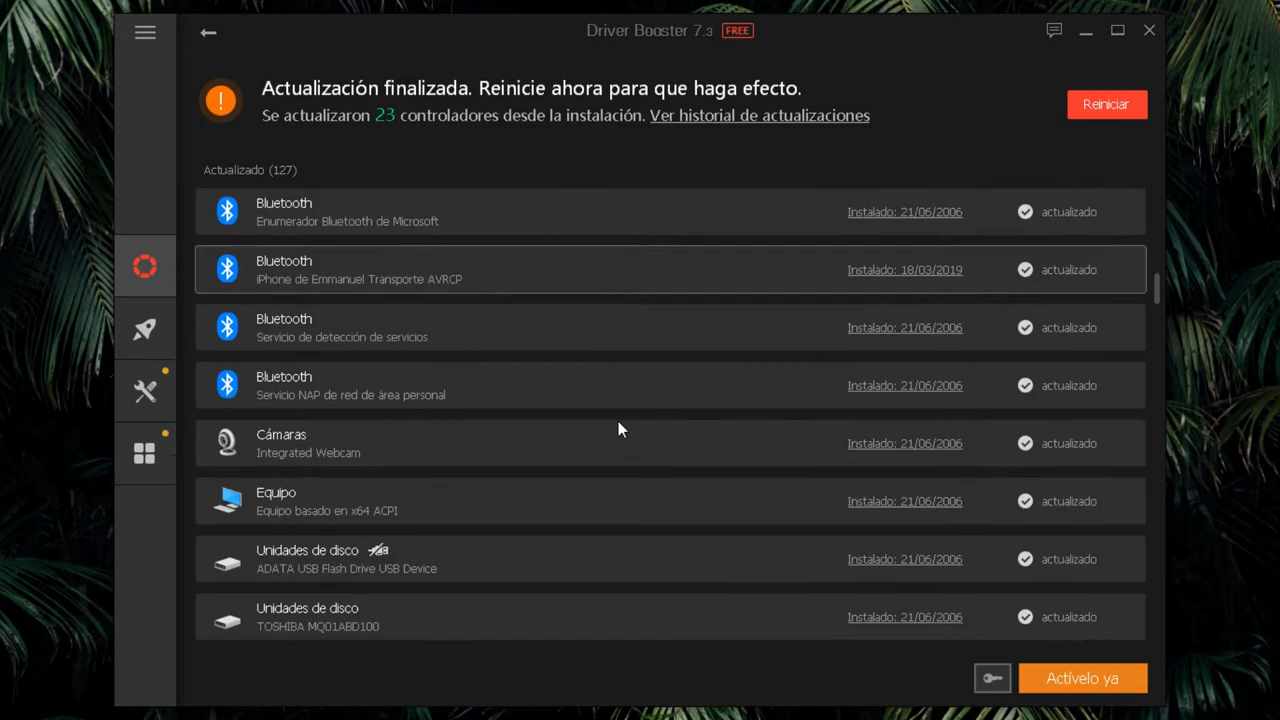 Driver Booster 7.3 FREE
Actualización finalizada. Reinicie ahora para que haga efecto.
Se actualizaron 23 controladores desde la instalación. Ver historial de actualizaciones
Reiniciar
Actualizado (127)
Bluetooth
Enumerador Bluetooth de Microsoft
Instalado: 21/06/2006
actualizado
Bluetooth
iPhone de Emmanuel Transporte AVRCP
Instalado: 18/03/2019
actualizado
Bluetooth
Servicio de detección de servicios
Instalado: 21/06/2006
actualizado
Bluetooth
Servicio NAP de red de área personal
Instalado: 21/06/2006
actualizado
Cámaras
Integrated Webcam
Instalado: 21/06/2006
actualizado
Equipo
Equipo basado en x64 ACPI
Instalado: 21/06/2006
actualizado
Unidades de disco
ADATA USB Flash Drive USB Device
Instalado: 21/06/2006
actualizado
Unidades de disco
TOSHIBA MQ01ABD100
Instalado: 21/06/2006
actualizado
Actívelo ya